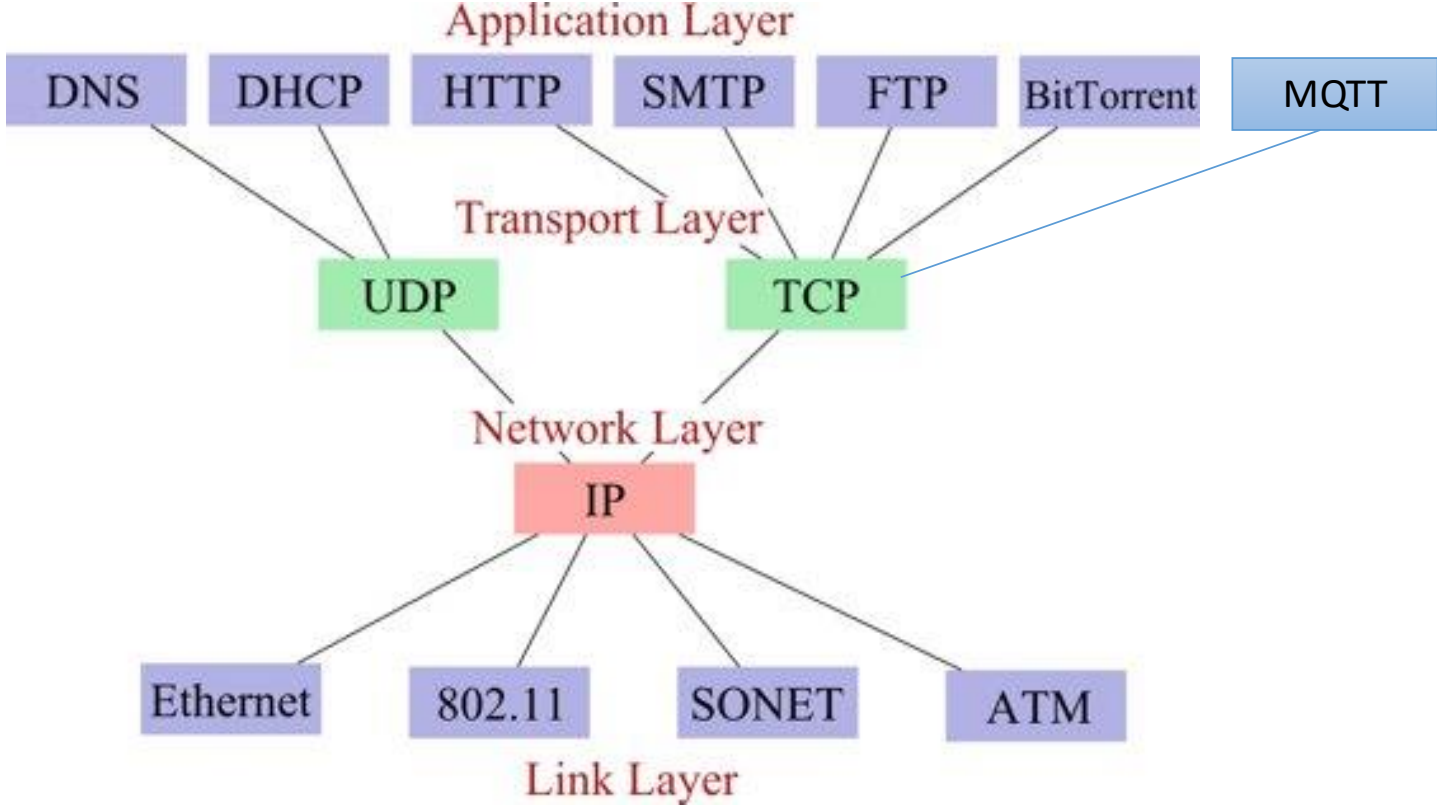 Application Layer
DNS DHCP HTTP SMTP FTP BitTorrent MQTT
Transport Layer
UDP TCP
Network Layer
IP
Ethernet 802.11 SONET ATM
Link Layer